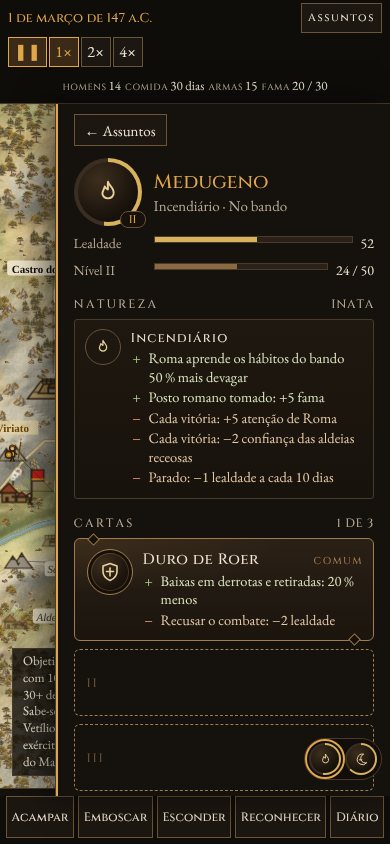 1 DE MARÇO DE 147 A.C.
ASSUNTOS
❚❚ 1× 2× 4×
HOMENS 14 COMIDA 30 dias ARMAS 15 FAMA 20 / 30
← Assuntos
MEDUGENO
Incendiário · No bando
II
Lealdade 52
Nível II 24 / 50
NATUREZA INATA
INCENDIÁRIO
+ Roma aprende os hábitos do bando
50 % mais devagar
+ Posto romano tomado: +5 fama
− Cada vitória: +5 atenção de Roma
− Cada vitória: −2 confiança das aldeias
receosas
− Parado: −1 lealdade a cada 10 dias
CARTAS 1 DE 3
DURO DE ROER COMUM
+ Baixas em derrotas e retiradas: 20 %
menos
− Recusar o combate: −2 lealdade
II
III
Castro do
Viriato
Se
Alde
Objeti
com 10
30+ de
Sabe-s
Vetílio
exércit
do Ma
ACAMPAR EMBOSCAR ESCONDER RECONHECER DIÁRIO